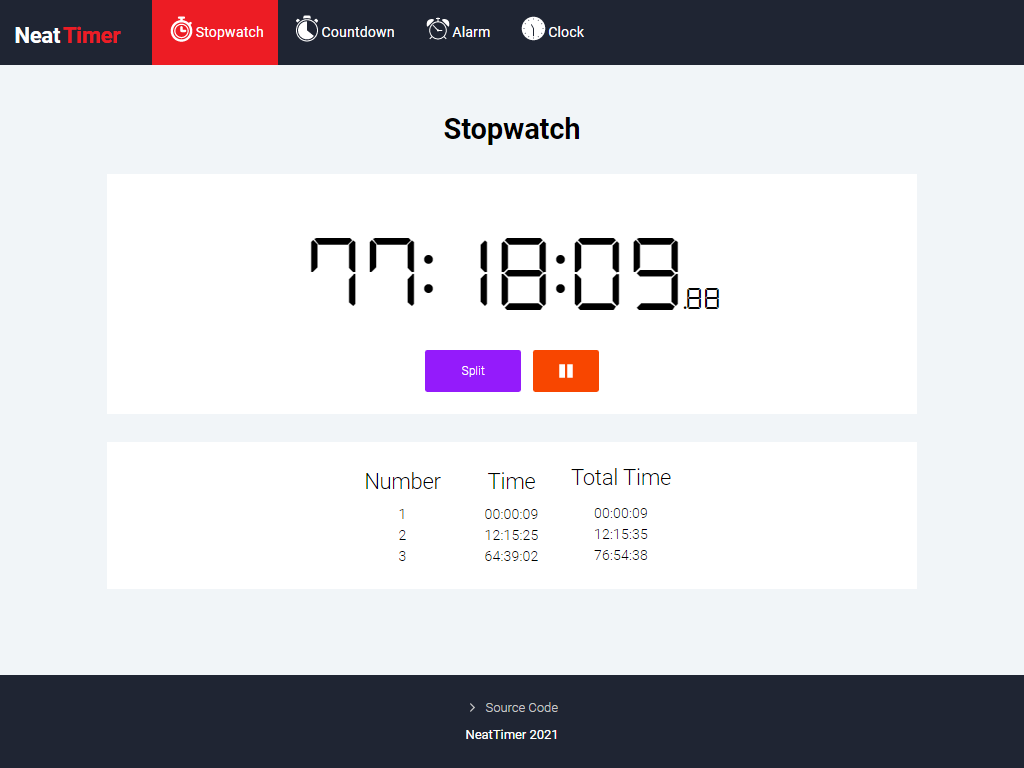 Neat Timer Stopwatch Countdown Alarm Clock
Stopwatch
77:18:09.88
Split
Number Time Total Time
1 00:00:09 00:00:09
2 12:15:25 12:15:35
3 64:39:02 76:54:38
Source Code
NeatTimer 2021